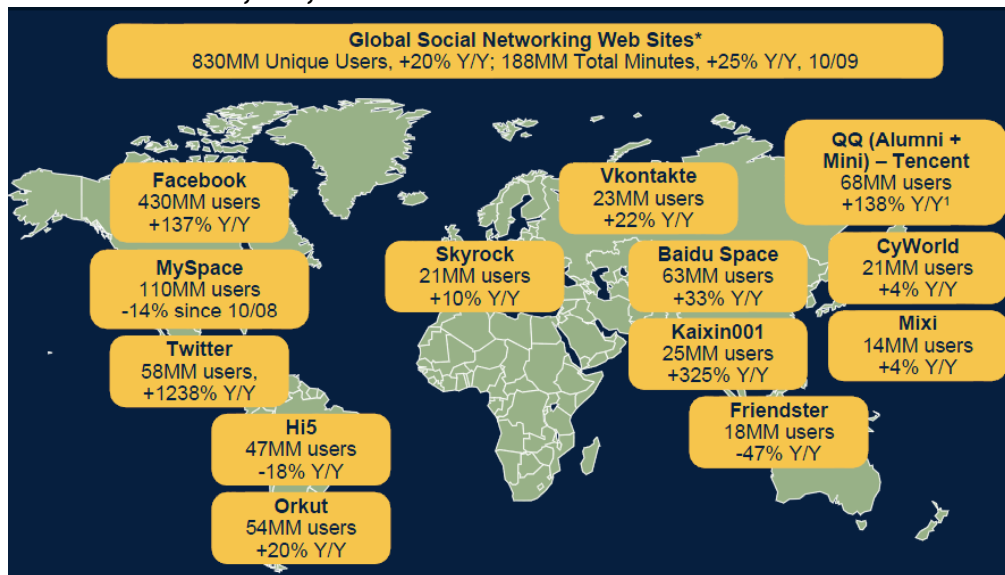 Global Social Networking Web Sites*
830MM Unique Users, +20% Y/Y; 188MM Total Minutes, +25% Y/Y, 10/09
Facebook
430MM users
+137% Y/Y
MySpace
110MM users
-14% since 10/08
Twitter
58MM users,
+1238% Y/Y
Hi5
47MM users
-18% Y/Y
Orkut
54MM users
+20% Y/Y
Skyrock
21MM users
+10% Y/Y
Vkontakte
23MM users
+22% Y/Y
Baidu Space
63MM users
+33% Y/Y
Kaixin001
25MM users
+325% Y/Y
Friendster
18MM users
-47% Y/Y
QQ (Alumni +
Mini) – Tencent
68MM users
+138% Y/Y¹
CyWorld
21MM users
+4% Y/Y
Mixi
14MM users
+4% Y/Y